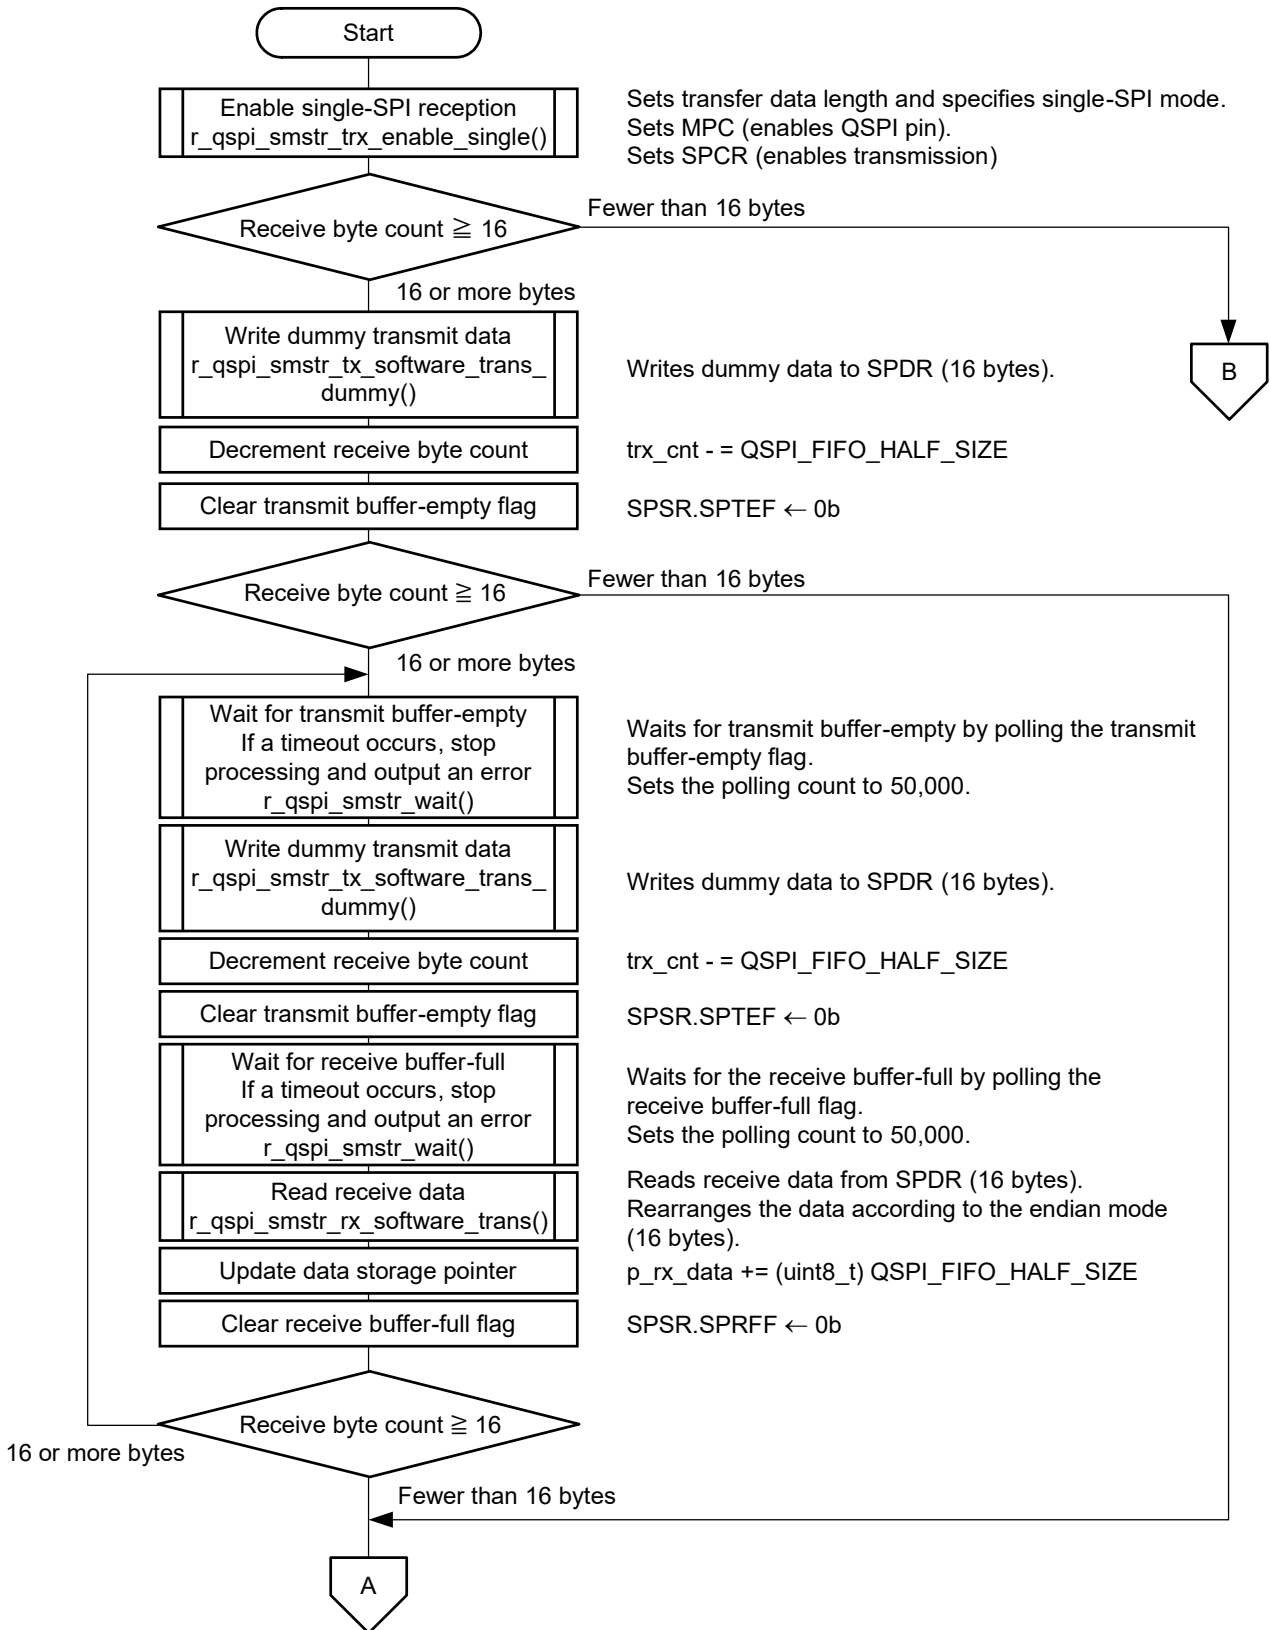 Start
Enable single-SPI reception
r_qspi_smstr_trx_enable_single()
Sets transfer data length and specifies single-SPI mode.
Sets MPC (enables QSPI pin).
Sets SPCR (enables transmission)
Receive byte count ≧ 16
Fewer than 16 bytes
16 or more bytes
B
Write dummy transmit data
r_qspi_smstr_tx_software_trans_
dummy()
Writes dummy data to SPDR (16 bytes).
Decrement receive byte count
trx_cnt - = QSPI_FIFO_HALF_SIZE
Clear transmit buffer-empty flag
SPSR.SPTEF ← 0b
Receive byte count ≧ 16
Fewer than 16 bytes
16 or more bytes
Wait for transmit buffer-empty
If a timeout occurs, stop
processing and output an error
r_qspi_smstr_wait()
Waits for transmit buffer-empty by polling the transmit
buffer-empty flag.
Sets the polling count to 50,000.
Write dummy transmit data
r_qspi_smstr_tx_software_trans_
dummy()
Writes dummy data to SPDR (16 bytes).
Decrement receive byte count
trx_cnt - = QSPI_FIFO_HALF_SIZE
Clear transmit buffer-empty flag
SPSR.SPTEF ← 0b
Wait for receive buffer-full
If a timeout occurs, stop
processing and output an error
r_qspi_smstr_wait()
Waits for the receive buffer-full by polling the
receive buffer-full flag.
Sets the polling count to 50,000.
Read receive data
r_qspi_smstr_rx_software_trans()
Reads receive data from SPDR (16 bytes).
Rearranges the data according to the endian mode
(16 bytes).
Update data storage pointer
p_rx_data += (uint8_t) QSPI_FIFO_HALF_SIZE
Clear receive buffer-full flag
SPSR.SPRFF ← 0b
Receive byte count ≧ 16
16 or more bytes
Fewer than 16 bytes
A